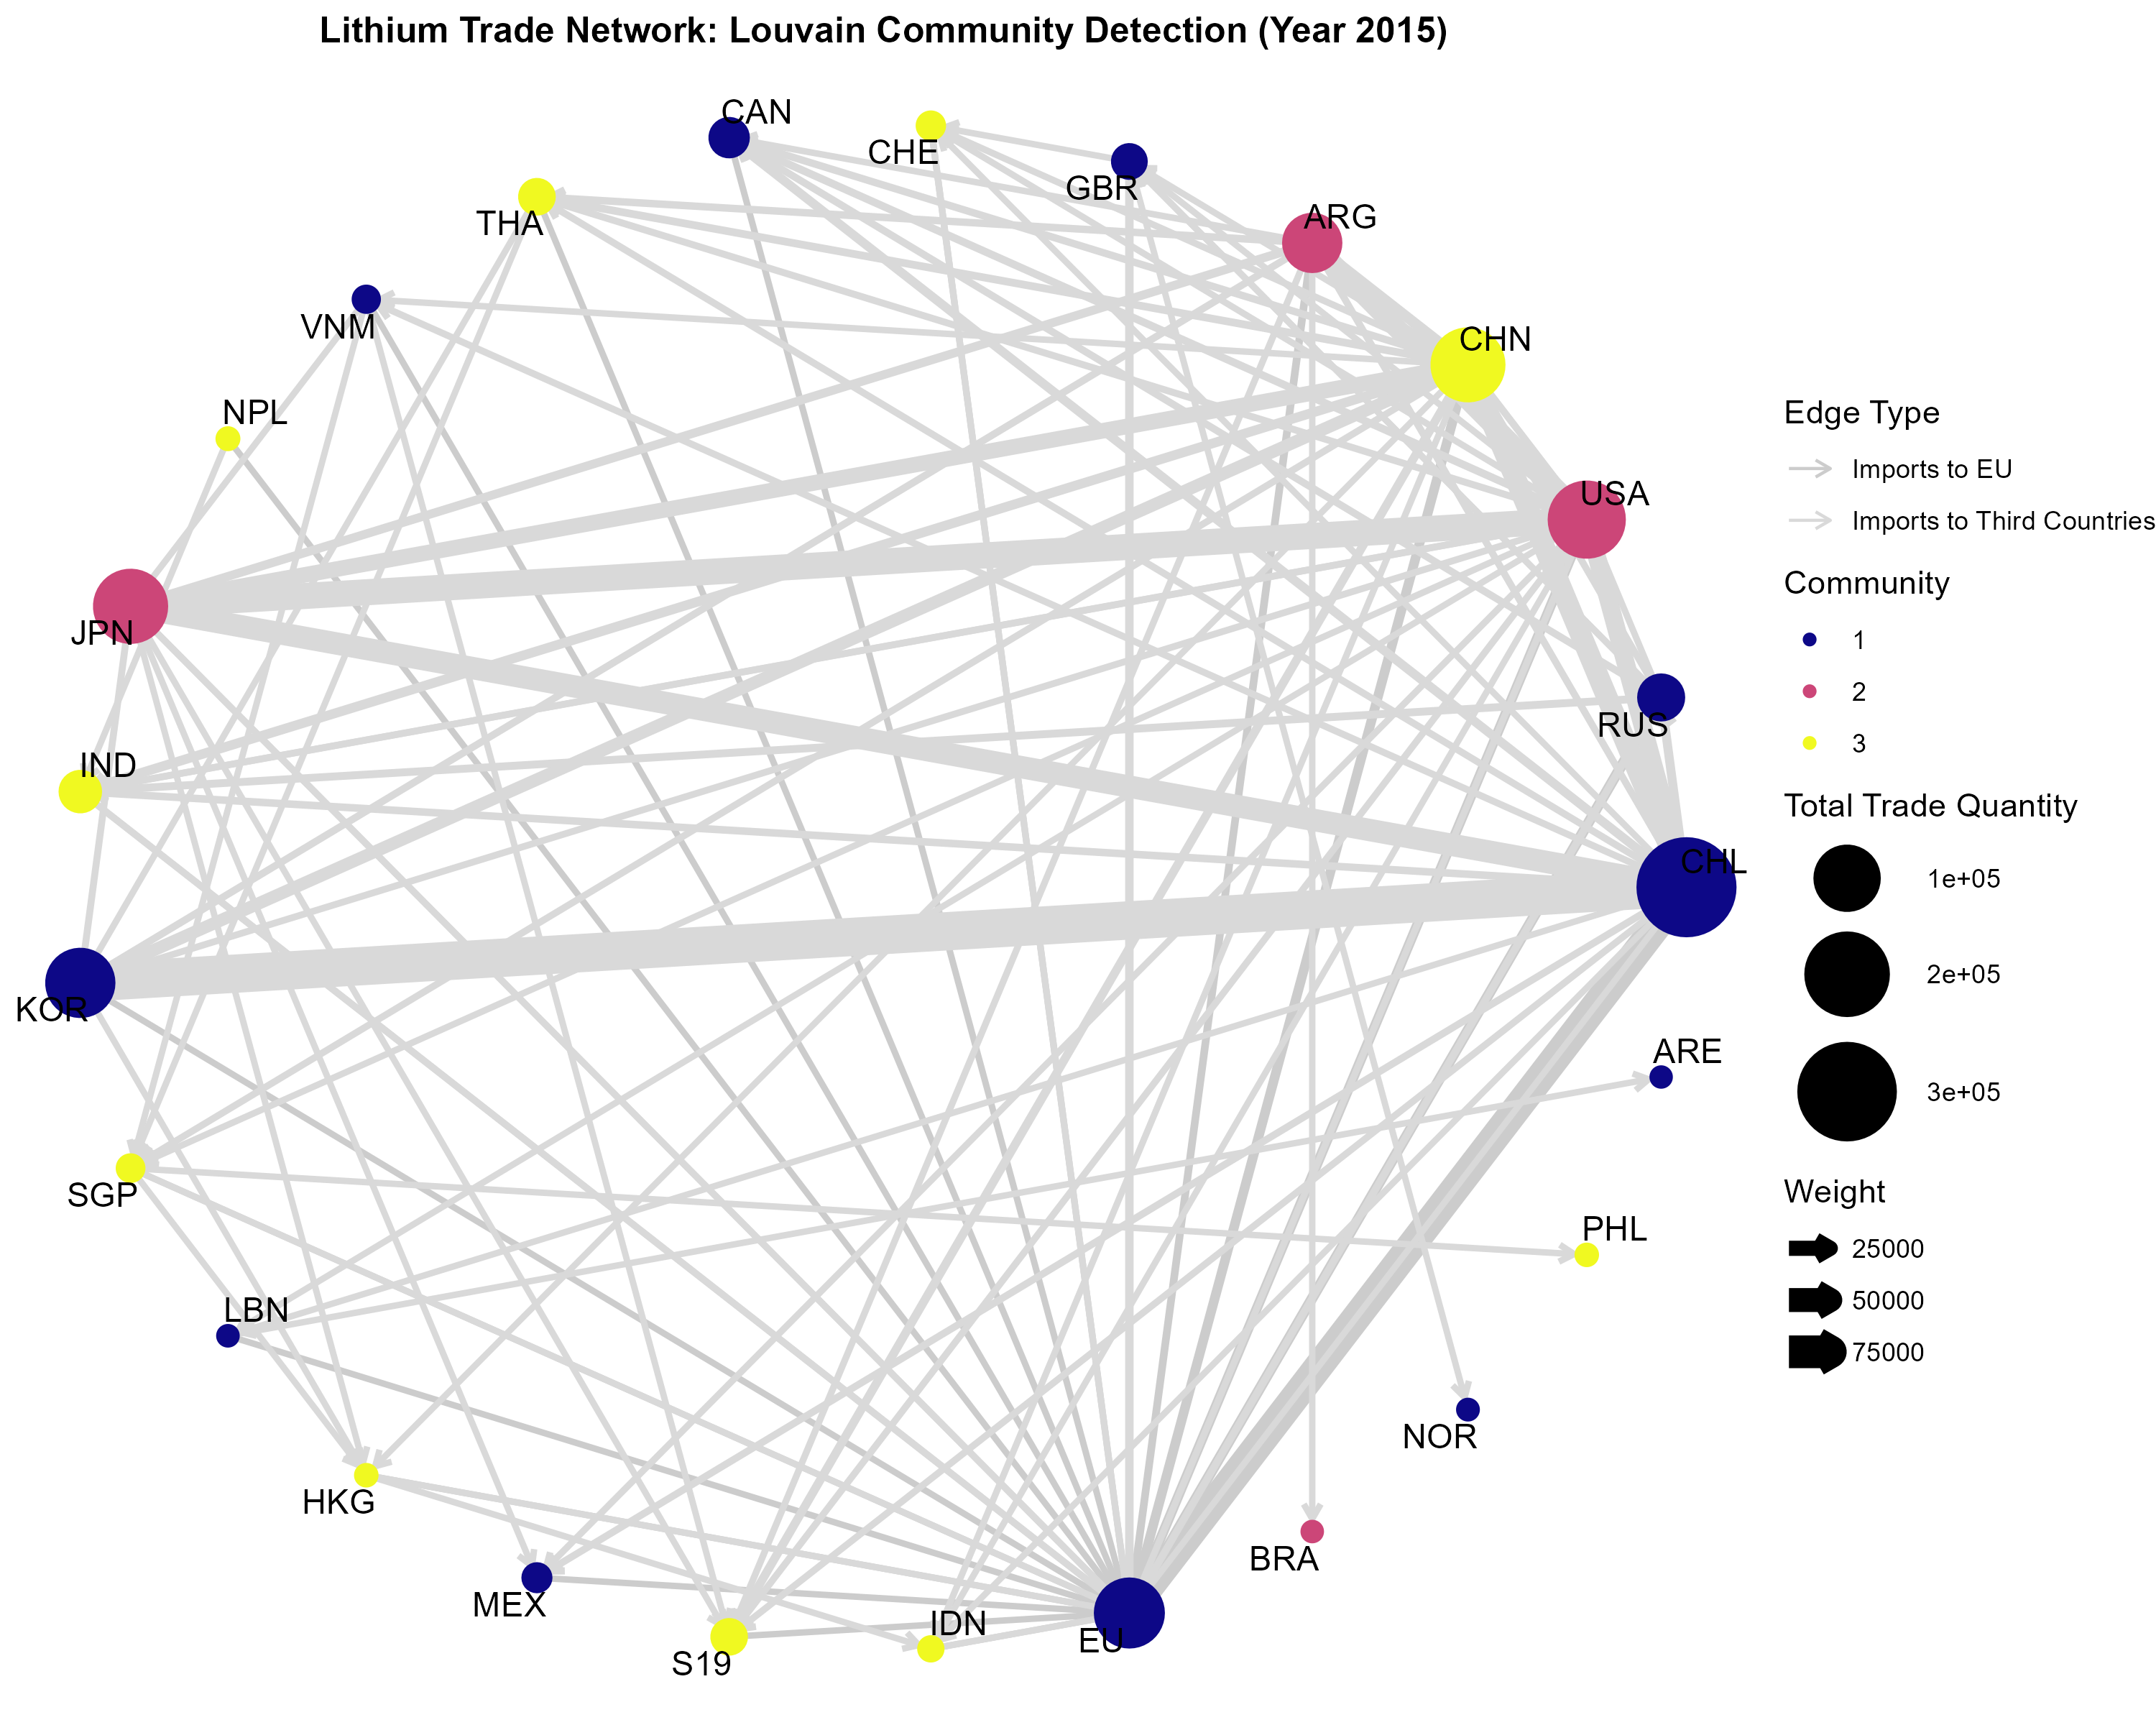 Lithium Trade Network: Louvain Community Detection (Year 2015)
CAN
CHE
GBR
THA
ARG
VNM
CHN
NPL
USA
JPN
RUS
IND
CHL
KOR
ARE
SGP
PHL
LBN
NOR
HKG
BRA
MEX
IDN
EU
S19
Edge Type
Imports to EU
Imports to Third Countries
Community
1
2
3
Total Trade Quantity
1e+05
2e+05
3e+05
Weight
25000
50000
75000